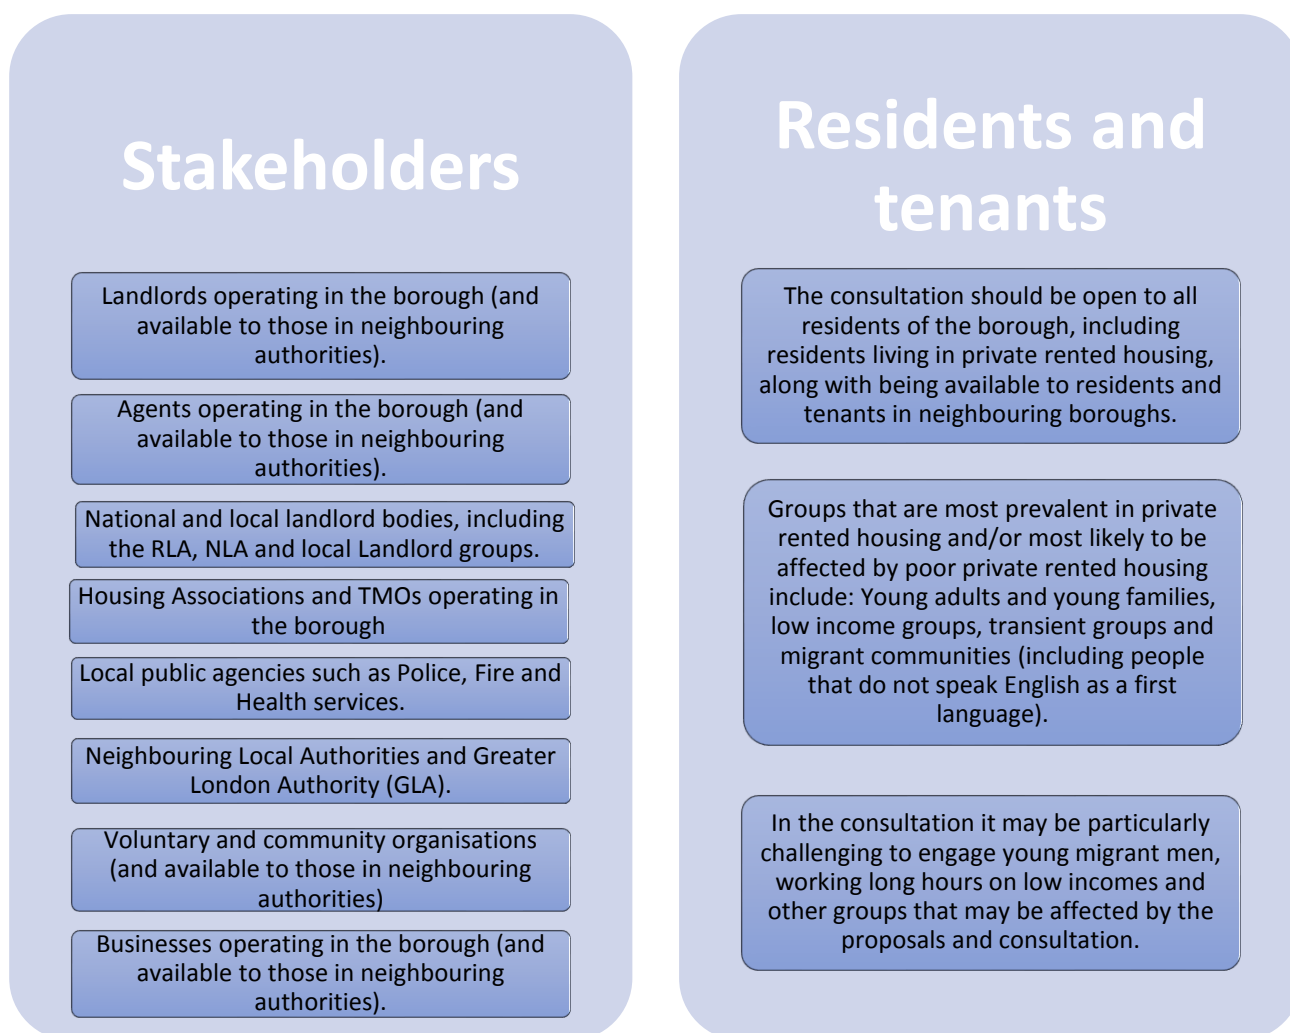 Stakeholders
Landlords operating in the borough (and
available to those in neighbouring
authorities).
Agents operating in the borough (and
available to those in neighbouring
authorities).
National and local landlord bodies, including
the RLA, NLA and local Landlord groups.
Housing Associations and TMOs operating in
the borough
Local public agencies such as Police, Fire and
Health services.
Neighbouring Local Authorities and Greater
London Authority (GLA).
Voluntary and community organisations
(and available to those in neighbouring
authorities)
Businesses operating in the borough (and
available to those in neighbouring
authorities).
Residents and
tenants
The consultation should be open to all
residents of the borough, including
residents living in private rented housing,
along with being available to residents and
tenants in neighbouring boroughs.
Groups that are most prevalent in private
rented housing and/or most likely to be
affected by poor private rented housing
include: Young adults and young families,
low income groups, transient groups and
migrant communities (including people
that do not speak English as a first
language).
In the consultation it may be particularly
challenging to engage young migrant men,
working long hours on low incomes and
other groups that may be affected by the
proposals and consultation.